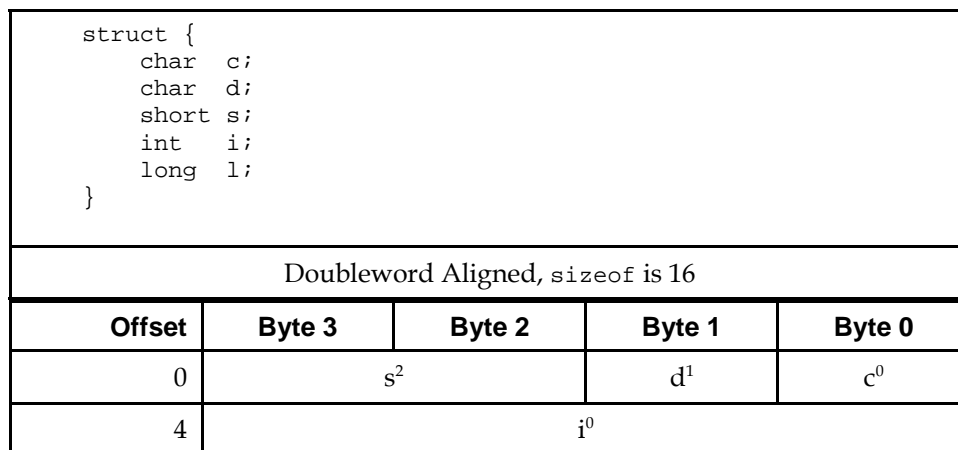 struct {
char c;
char d;
short s;
int i;
long l;
}
Doubleword Aligned, sizeof is 16
Offset Byte 3 Byte 2 Byte 1 Byte 0
0 s² d¹ c⁰
4 i⁰